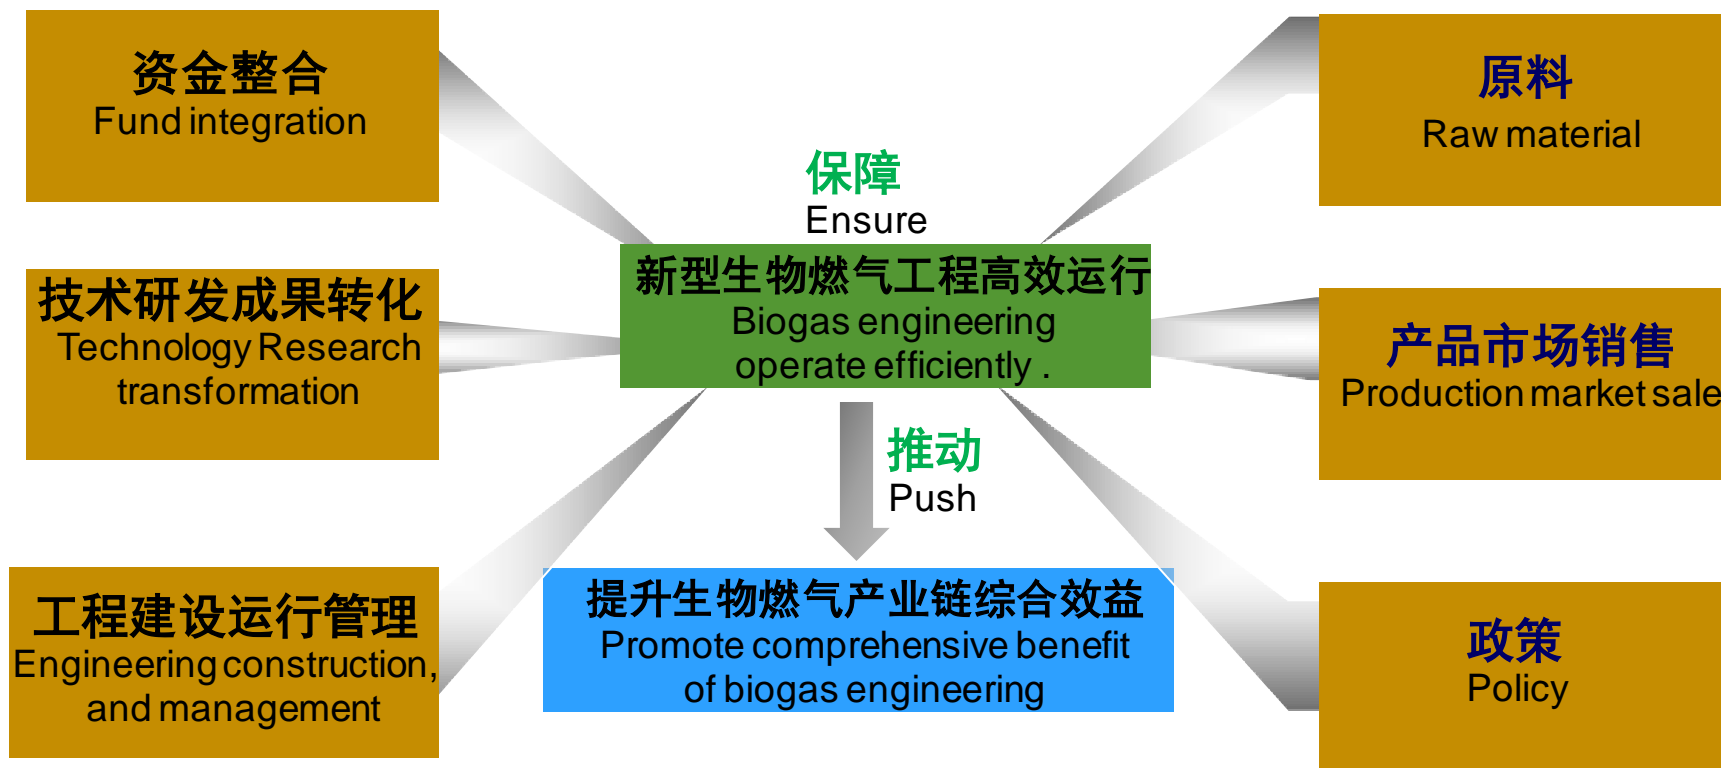 资金整合
Fund integration
技术研发成果转化
Technology Research
transformation
工程建设运行管理
Engineering construction,
and management
保障
Ensure
新型生物燃气工程高效运行
Biogas engineering
operate efficiently .
推动
Push
提升生物燃气产业链综合效益
Promote comprehensive benefit
of biogas engineering
原料
Raw material
产品市场销售
Production market sale
政策
Policy